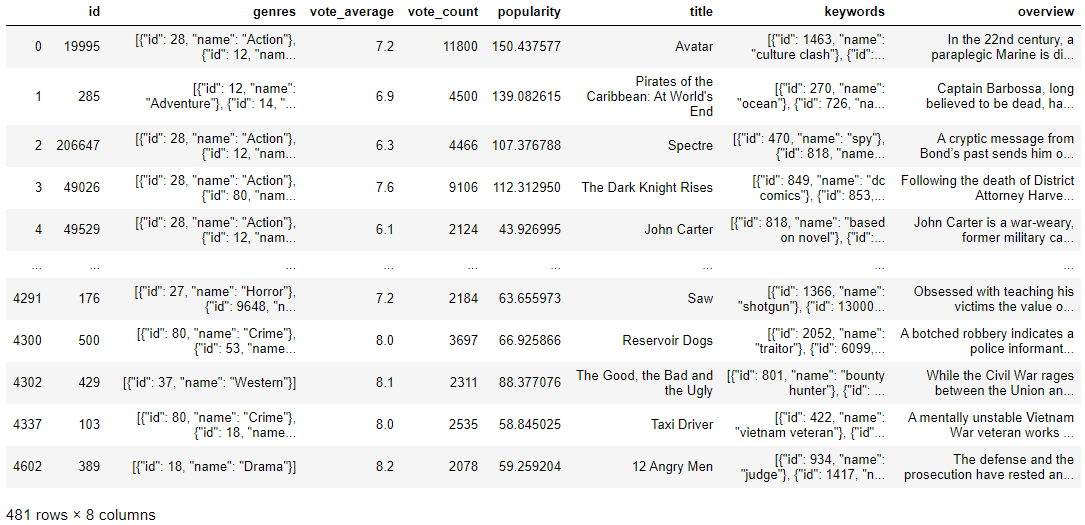 id genres vote_average vote_count popularity title keywords overview
0 19995 [{"id": 28, "name": "Action"}, {"id": 12, "nam... 7.2 11800 150.437577 Avatar [{"id": 1463, "name": "culture clash"}, {"id":... In the 22nd century, a paraplegic Marine is di...
1 285 [{"id": 12, "name": "Adventure"}, {"id": 14, "... 6.9 4500 139.082615 Pirates of the Caribbean: At World's End [{"id": 270, "name": "ocean"}, {"id": 726, "na... Captain Barbossa, long believed to be dead, ha...
2 206647 [{"id": 28, "name": "Action"}, {"id": 12, "nam... 6.3 4466 107.376788 Spectre [{"id": 470, "name": "spy"}, {"id": 818, "name... A cryptic message from Bond's past sends him o...
3 49026 [{"id": 28, "name": "Action"}, {"id": 80, "nam... 7.6 9106 112.312950 The Dark Knight Rises [{"id": 849, "name": "dc comics"}, {"id": 853,... Following the death of District Attorney Harve...
4 49529 [{"id": 28, "name": "Action"}, {"id": 12, "nam... 6.1 2124 43.926995 John Carter [{"id": 818, "name": "based on novel"}, {"id":... John Carter is a war-weary, former military ca...
... ... ... ... ... ... ... ... ...
4291 176 [{"id": 27, "name": "Horror"}, {"id": 9648, "n... 7.2 2184 63.655973 Saw [{"id": 1366, "name": "shotgun"}, {"id": 13000... Obsessed with teaching his victims the value o...
4300 500 [{"id": 80, "name": "Crime"}, {"id": 53, "name... 8.0 3697 66.925866 Reservoir Dogs [{"id": 2052, "name": "traitor"}, {"id": 6099,... A botched robbery indicates a police informant...
4302 429 [{"id": 37, "name": "Western"}] 8.1 2311 88.377076 The Good, the Bad and the Ugly [{"id": 801, "name": "bounty hunter"}, {"id": ... While the Civil War rages between the Union an...
4337 103 [{"id": 80, "name": "Crime"}, {"id": 18, "name... 8.0 2535 58.845025 Taxi Driver [{"id": 422, "name": "vietnam veteran"}, {"id"... A mentally unstable Vietnam War veteran works ...
4602 389 [{"id": 18, "name": "Drama"}] 8.2 2078 59.259204 12 Angry Men [{"id": 934, "name": "judge"}, {"id": 1417, "n... The defense and the prosecution have rested an...
481 rows × 8 columns